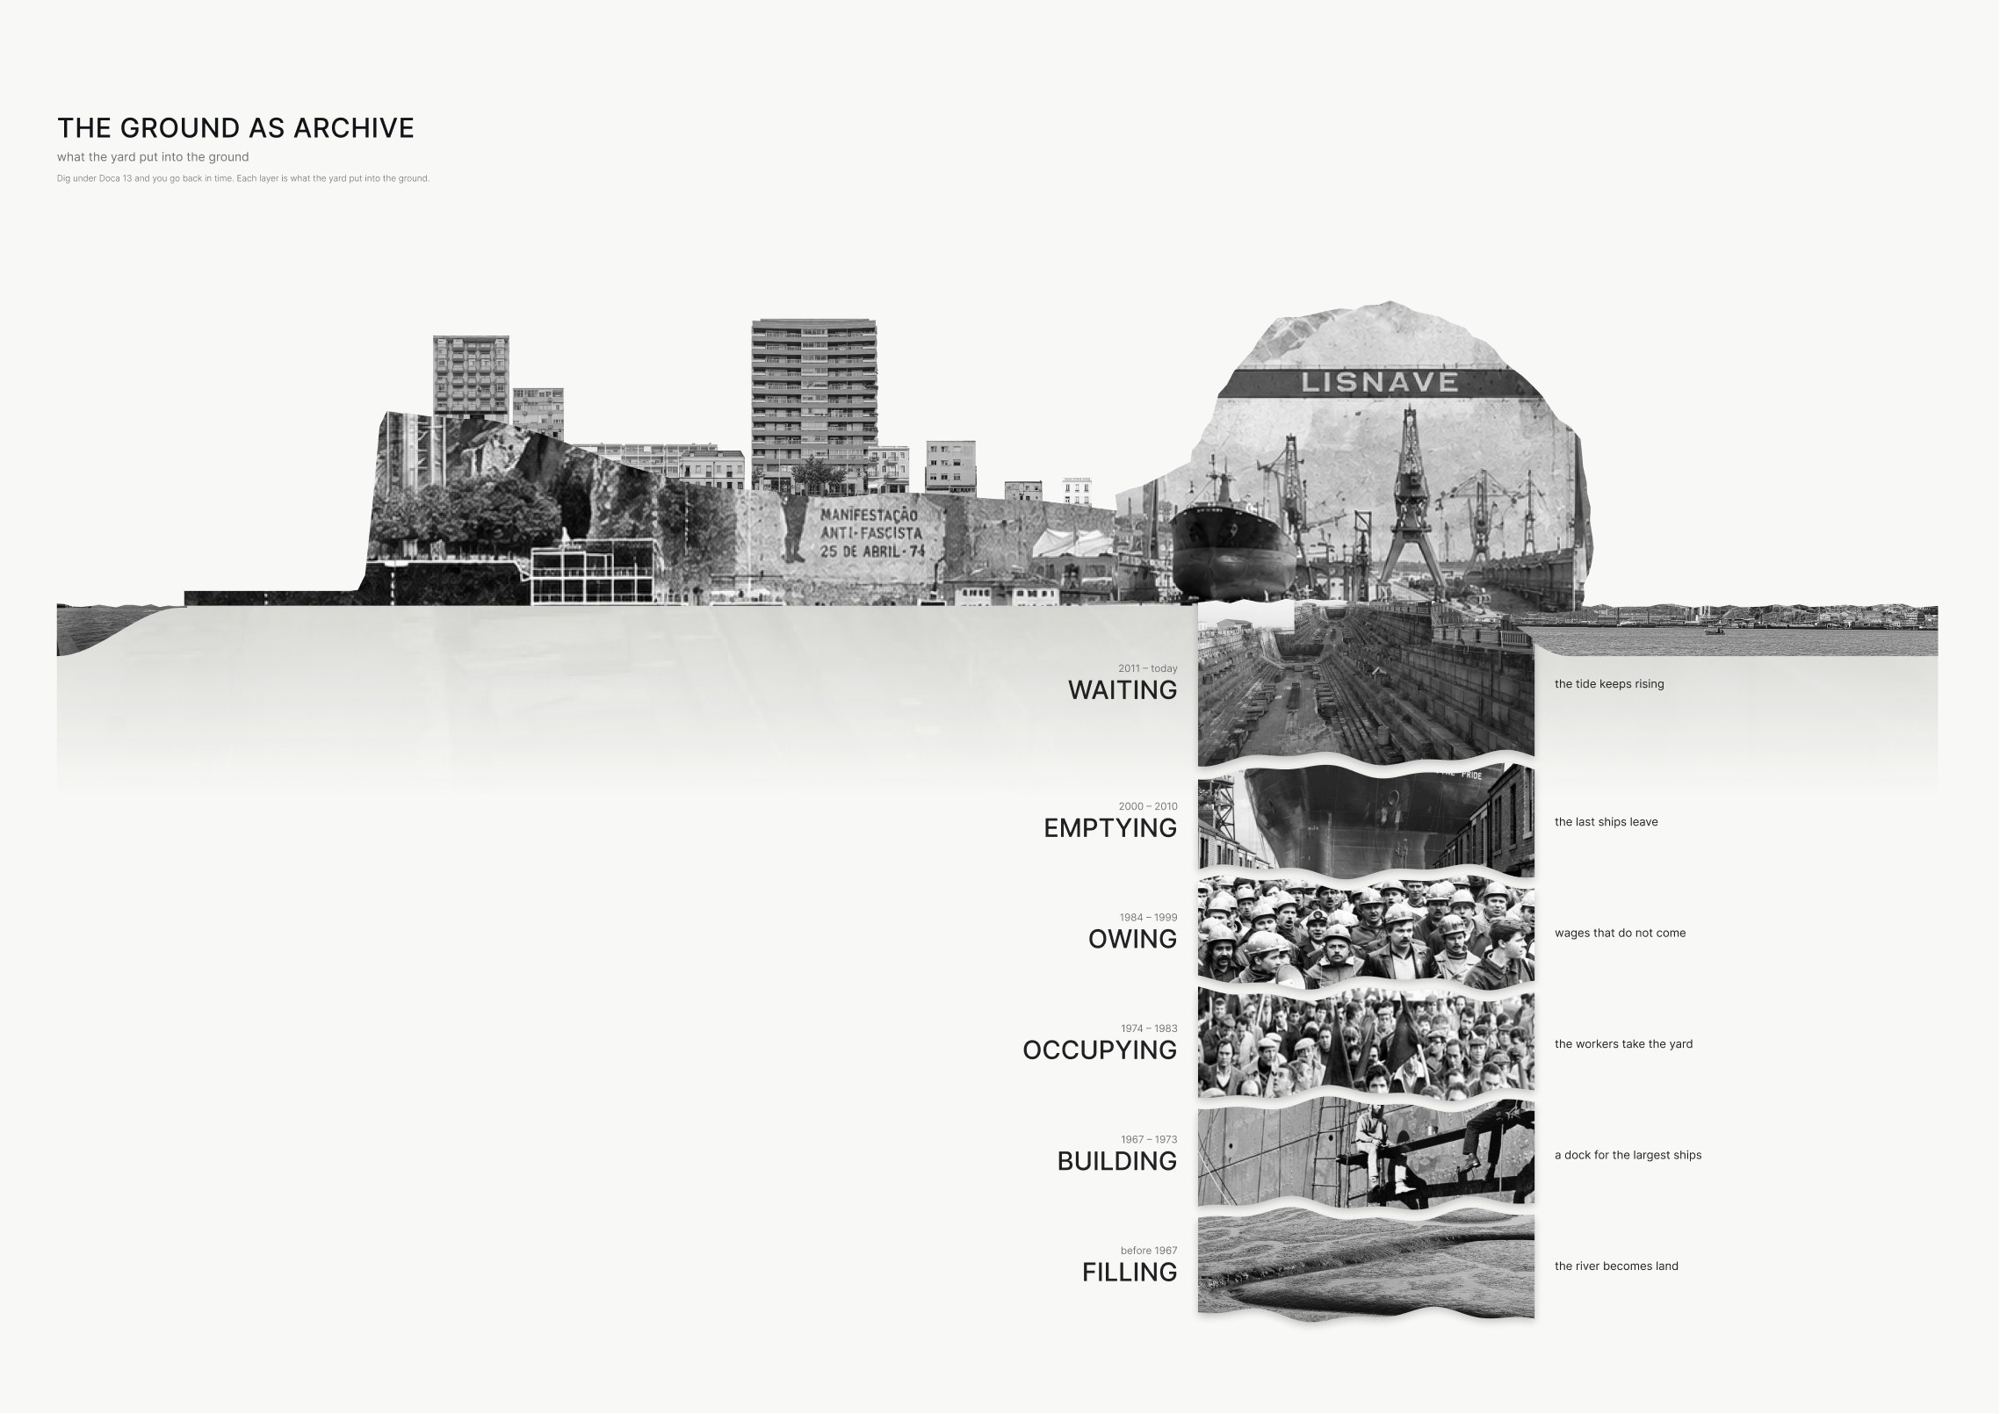 THE GROUND AS ARCHIVE
what the yard put into the ground
Dig under Doca 13 and you go back in time. Each layer is what the yard put into the ground.
LISNAVE
MANIFESTAÇÃO
ANTI-FASCISTA
25 DE ABRIL-74
2011 – today
WAITING
the tide keeps rising
PRIDE
2000 – 2010
EMPTYING
the last ships leave
1984 – 1999
OWING
wages that do not come
1974 – 1983
OCCUPYING
the workers take the yard
1967 – 1973
BUILDING
a dock for the largest ships
before 1967
FILLING
the river becomes land